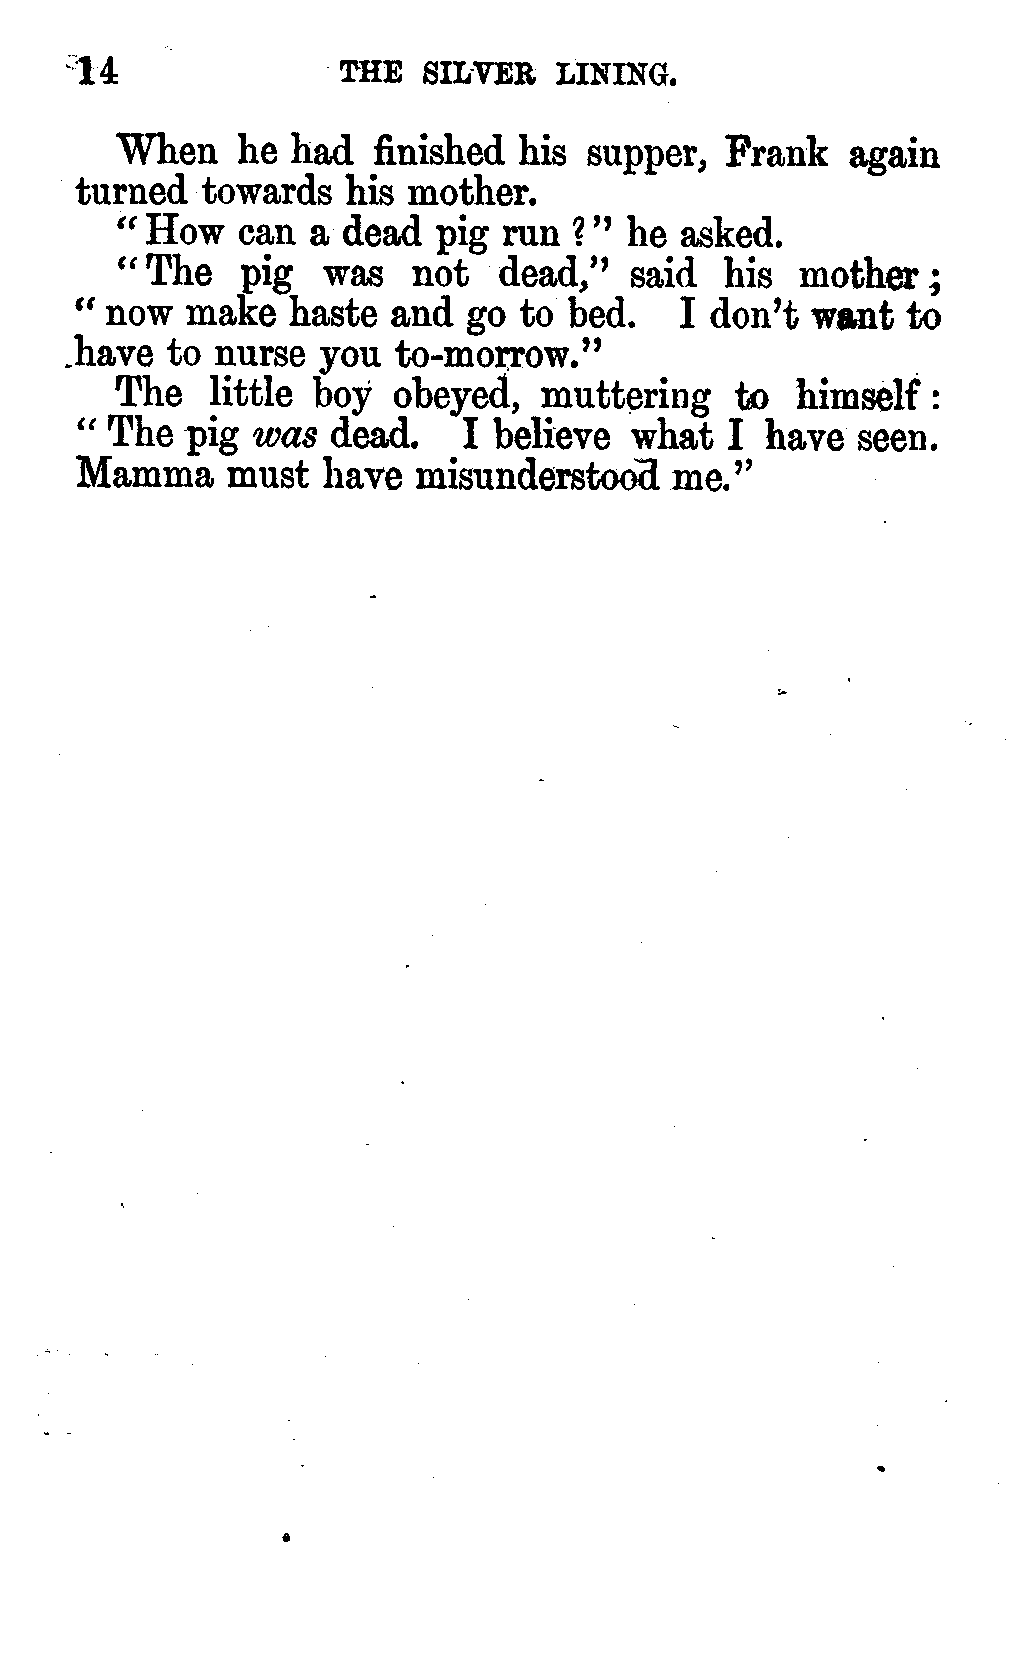 14 THE SILVER LINING.
When he had finished his supper, Frank again
turned towards his mother.
"How can a dead pig run?" he asked.
"The pig was not dead," said his mother;
"now make haste and go to bed. I don't want to
have to nurse you to-morrow."
The little boy obeyed, muttering to himself:
"The pig was dead. I believe what I have seen.
Mamma must have misunderstood me."